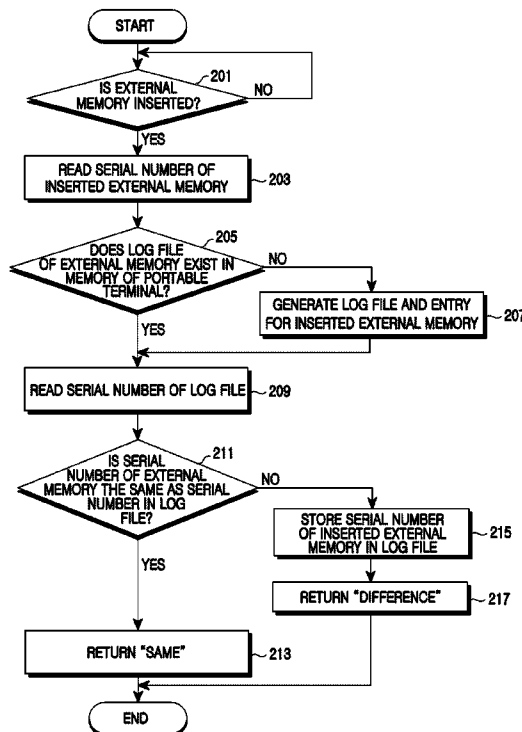 START
201
IS EXTERNAL
MEMORY INSERTED?
NO
YES
READ SERIAL NUMBER OF
INSERTED EXTERNAL MEMORY
203
205
DOES LOG FILE
OF EXTERNAL MEMORY EXIST IN
MEMORY OF PORTABLE
TERMINAL?
NO
GENERATE LOG FILE AND ENTRY
FOR INSERTED EXTERNAL MEMORY
207
YES
READ SERIAL NUMBER OF LOG FILE
209
211
IS SERIAL
NUMBER OF EXTERNAL
MEMORY THE SAME AS SERIAL
NUMBER IN LOG
FILE?
NO
STORE SERIAL NUMBER
OF INSERTED EXTERNAL
MEMORY IN LOG FILE
215
YES
RETURN "DIFFERENCE"
217
RETURN "SAME"
213
END